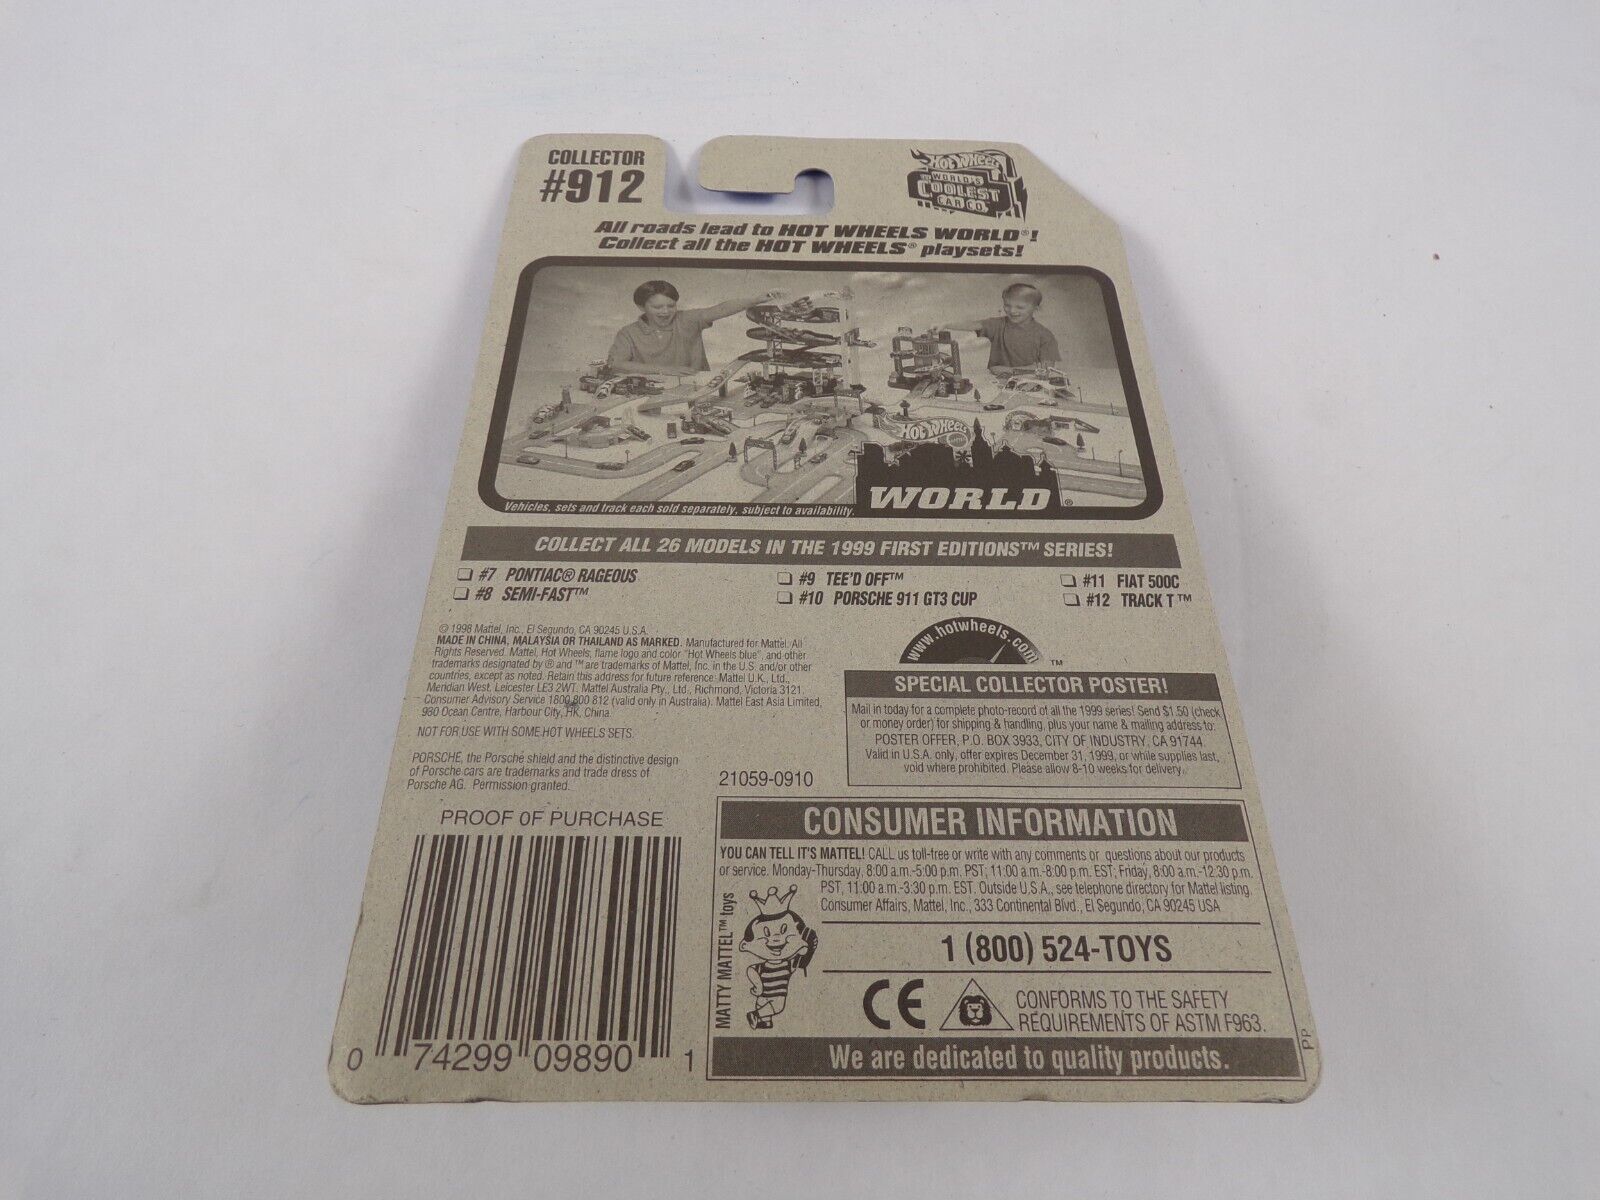 COLLECTOR
#912
HOT WHEELS
THE WORLD'S
COOLEST
CAR CO.
All roads lead to HOT WHEELS WORLD®!
Collect all the HOT WHEELS® playsets!
HOT WHEELS
WORLD®
Vehicles, sets and track each sold separately, subject to availability.
COLLECT ALL 26 MODELS IN THE 1999 FIRST EDITIONS™ SERIES!
#7 PONTIAC® RAGEOUS
#8 SEMI-FAST™
#9 TEE'D OFF™
#10 PORSCHE 911 GT3 CUP
#11 FIAT 500C
#12 TRACK T™
© 1998 Mattel, Inc., El Segundo, CA 90245 U.S.A.
MADE IN CHINA, MALAYSIA OR THAILAND AS MARKED. Manufactured for Mattel. All
Rights Reserved. Mattel, Hot Wheels, flame logo and color "Hot Wheels blue", and other
trademarks designated by ® and ™ are trademarks of Mattel, Inc. in the U.S. and/or other
countries, except as noted. Retain this address for future reference: Mattel U.K., Ltd.,
Meridian West, Leicester LE3 2WT. Mattel Australia Pty., Ltd., Richmond, Victoria 3121.
Consumer Advisory Service 1800 800 812 (valid only in Australia). Mattel East Asia Limited,
930 Ocean Centre, Harbour City, HK, China.
NOT FOR USE WITH SOME HOT WHEELS SETS.
PORSCHE, the Porsche shield and the distinctive design
of Porsche cars are trademarks and trade dress of
Porsche AG. Permission granted.
www.hotwheels.com
™
SPECIAL COLLECTOR POSTER!
Mail in today for a complete photo-record of all the 1999 series! Send $1.50 (check
or money order) for shipping & handling, plus your name & mailing address to:
POSTER OFFER, P.O. BOX 3933, CITY OF INDUSTRY, CA 91744.
Valid in U.S.A. only, offer expires December 31, 1999, or while supplies last,
void where prohibited. Please allow 8-10 weeks for delivery.
21059-0910
PROOF OF PURCHASE
0 74299 09890 1
CONSUMER INFORMATION
YOU CAN TELL IT'S MATTEL! CALL us toll-free or write with any comments or questions about our products
or service. Monday-Thursday, 8:00 a.m.-5:00 p.m. PST; 11:00 a.m.-8:00 p.m. EST; Friday, 8:00 a.m.-12:30 p.m.
PST, 11:00 a.m.-3:30 p.m. EST. Outside U.S.A., see telephone directory for Mattel listing.
Consumer Affairs, Mattel, Inc., 333 Continental Blvd., El Segundo, CA 90245 USA
MATTY MATTEL™ toys
1 (800) 524-TOYS
CE
CONFORMS TO THE SAFETY
REQUIREMENTS OF ASTM F963.
We are dedicated to quality products.
PP